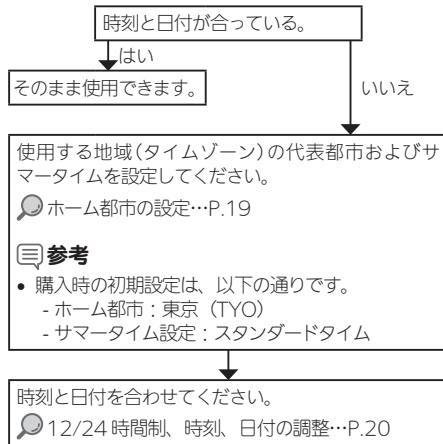 時刻と日付が合っている。
はい
そのまま使用できます。
いいえ
使用する地域（タイムゾーン）の代表都市およびサ
マータイムを設定してください。
ホーム都市の設定…P.19
参考
• 購入時の初期設定は、以下の通りです。
- ホーム都市：東京（TYO）
- サマータイム設定：スタンダードタイム
時刻と日付を合わせてください。
12/24 時間制、時刻、日付の調整…P.20